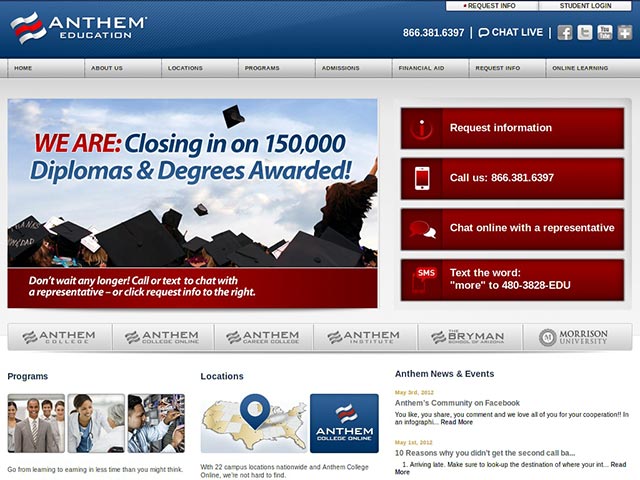 ANTHEM®
EDUCATION
REQUEST INFO
STUDENT LOGIN
866.381.6397 | CHAT LIVE |
HOME
ABOUT US
LOCATIONS
PROGRAMS
ADMISSIONS
FINANCIAL AID
REQUEST INFO
ONLINE LEARNING
WE ARE: Closing in on 150,000
Diplomas & Degrees Awarded!
Don't wait any longer! Call or text to chat with
a representative – or click request info to the right.
Request information
Call us: 866.381.6397
Chat online with a representative
SMS
Text the word:
"more" to 480-3828-EDU
ANTHEM
COLLEGE
ANTHEM
COLLEGE ONLINE
ANTHEM
CAREER COLLEGE
ANTHEM
INSTITUTE
THE
BRYMAN
SCHOOL OF ARIZONA
MORRISON
UNIVERSITY
Programs
Go from learning to earning in less time than you might think.
Locations
ANTHEM
COLLEGE ONLINE
With 22 campus locations nationwide and Anthem College
Online, we're not hard to find.
Anthem News & Events
May 3rd, 2012
Anthem's Community on Facebook
You like, you share, you comment and we love all of you for your cooperation!! In
an infographi... Read More
May 1st, 2012
10 Reasons why you didn't get the second call ba...
1. Arriving late. Make sure to look-up the destination of where your int... Read
More